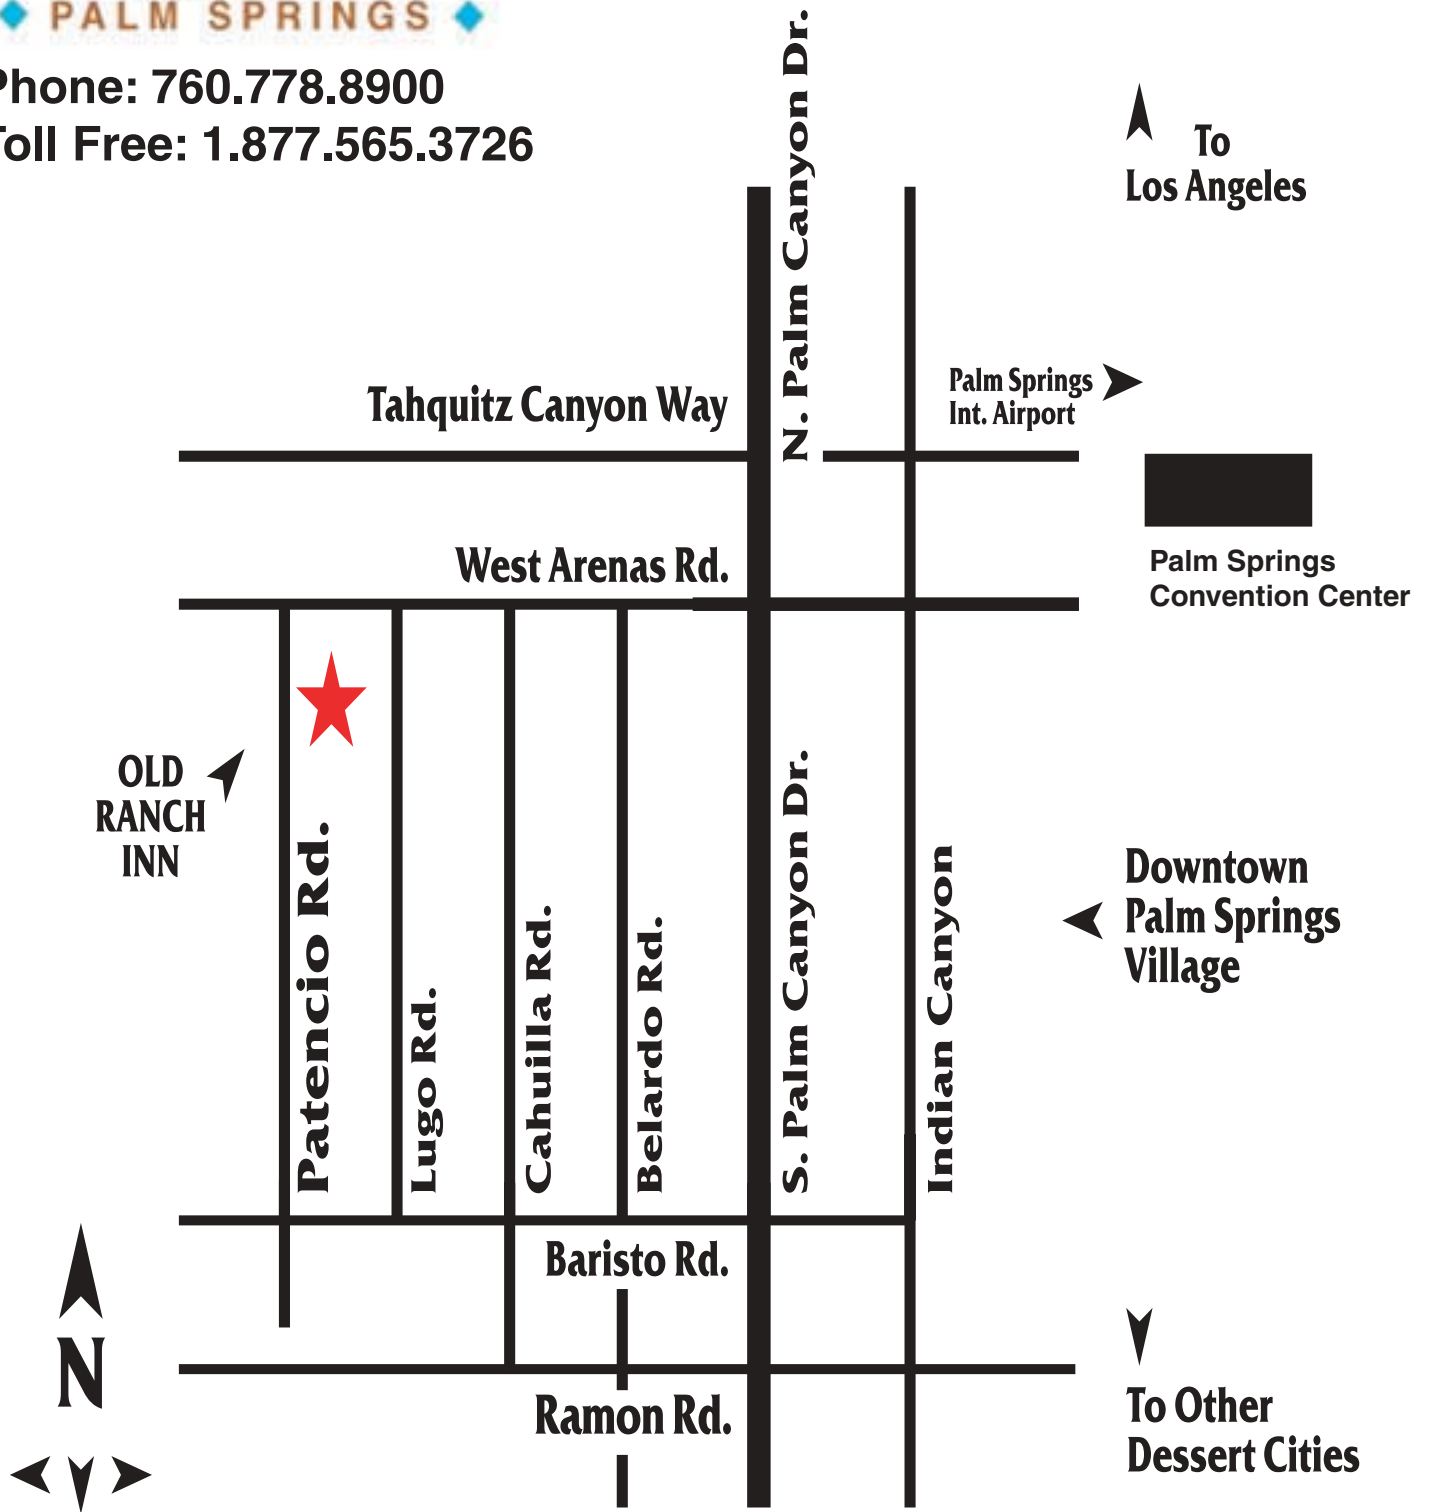 PALM SPRINGS
Phone: 760.778.8900
Toll Free: 1.877.565.3726
N. Palm Canyon Dr.
To
Los Angeles
Tahquitz Canyon Way
Palm Springs
Int. Airport
West Arenas Rd.
Palm Springs
Convention Center
OLD
RANCH
INN
Patencio Rd.
Lugo Rd.
Cahuilla Rd.
Belardo Rd.
S. Palm Canyon Dr.
Indian Canyon
Downtown
Palm Springs
Village
Baristo Rd.
N
Ramon Rd.
To Other
Dessert Cities